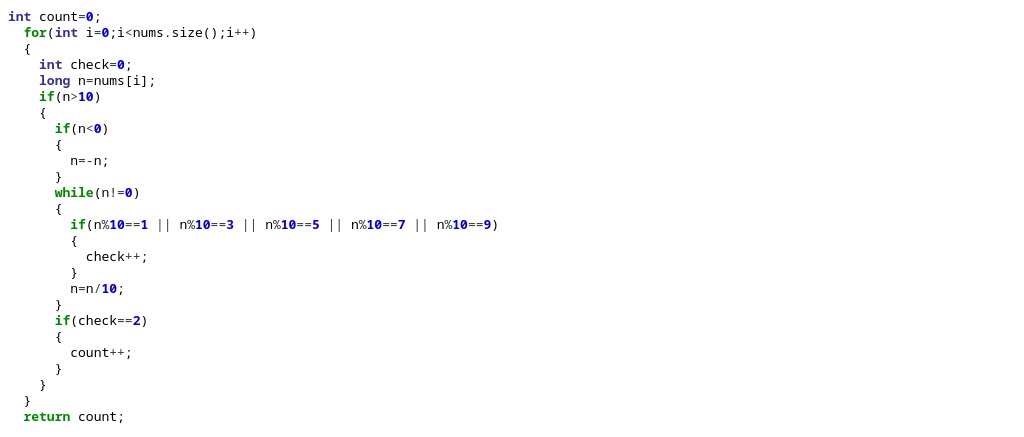 int count=0;
  for(int i=0;i<nums.size();i++)
  {
    int check=0;
    long n=nums[i];
    if(n>10)
    {
      if(n<0)
      {
        n=-n;
      }
      while(n!=0)
      {
        if(n%10==1 || n%10==3 || n%10==5 || n%10==7 || n%10==9)
        {
          check++;
        }
        n=n/10;
      }
      if(check==2)
      {
        count++;
      }
    }
  }
  return count;